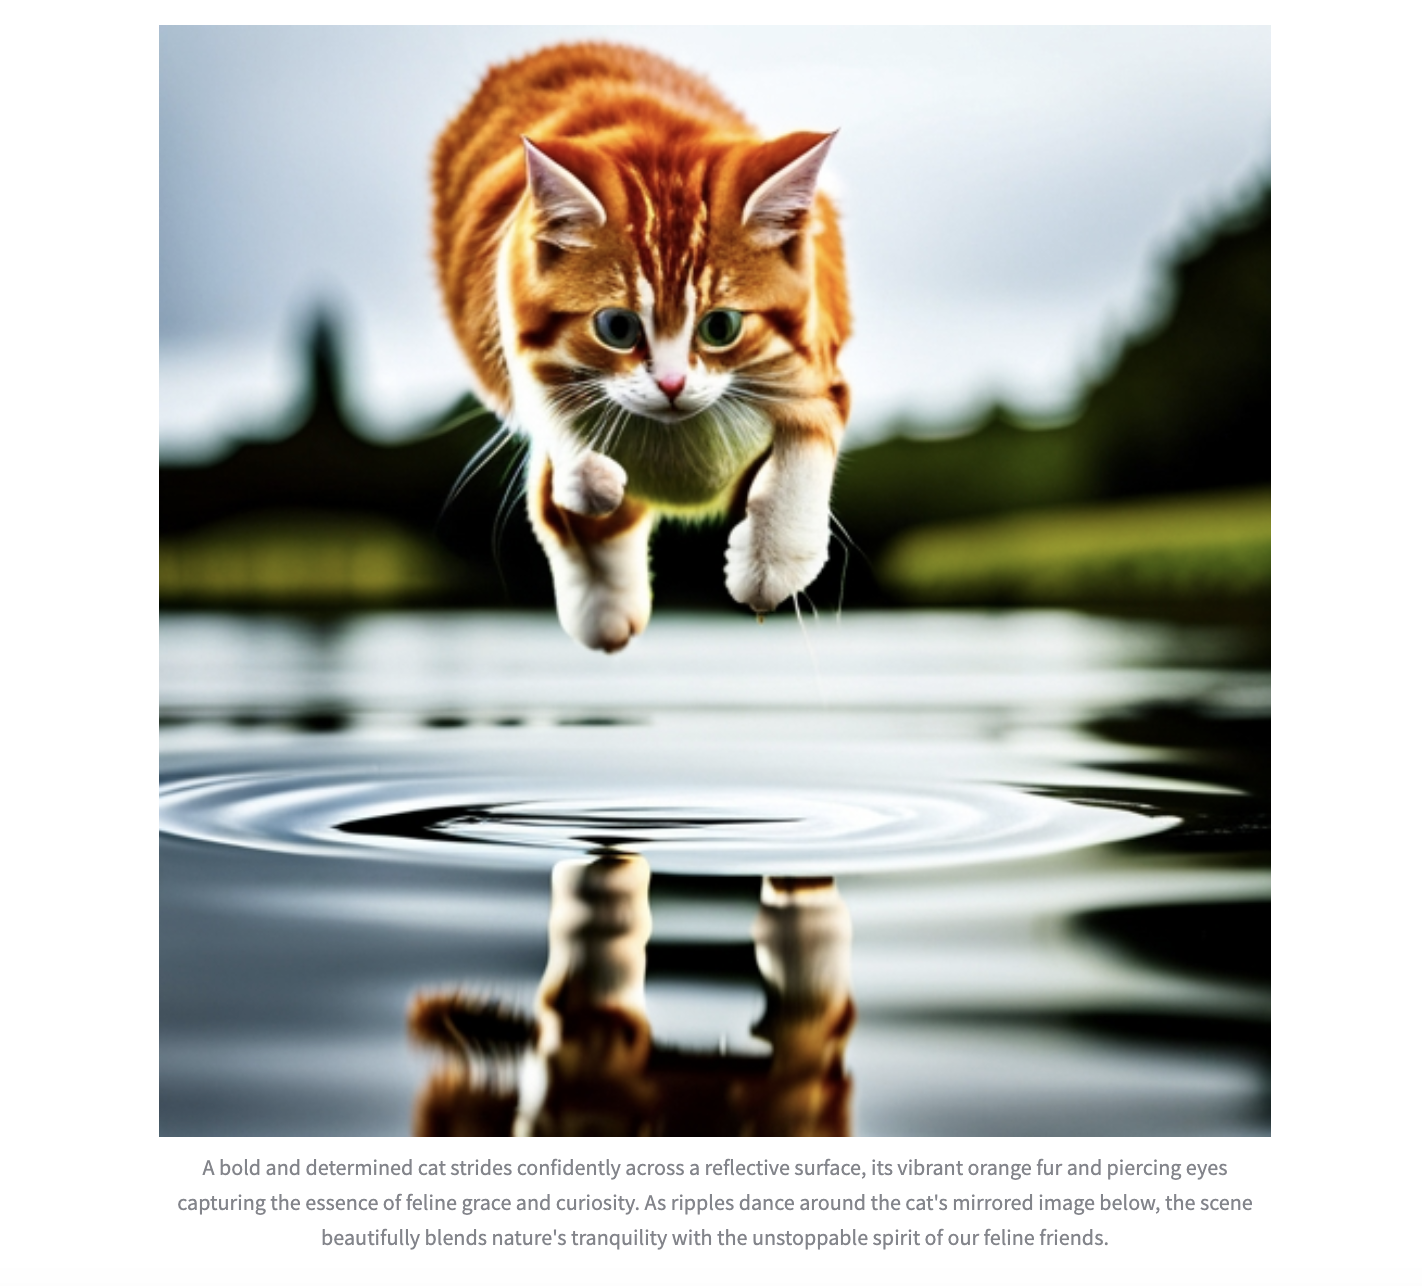 A bold and determined cat strides confidently across a reflective surface, its vibrant orange fur and piercing eyes
capturing the essence of feline grace and curiosity. As ripples dance around the cat's mirrored image below, the scene
beautifully blends nature's tranquility with the unstoppable spirit of our feline friends.